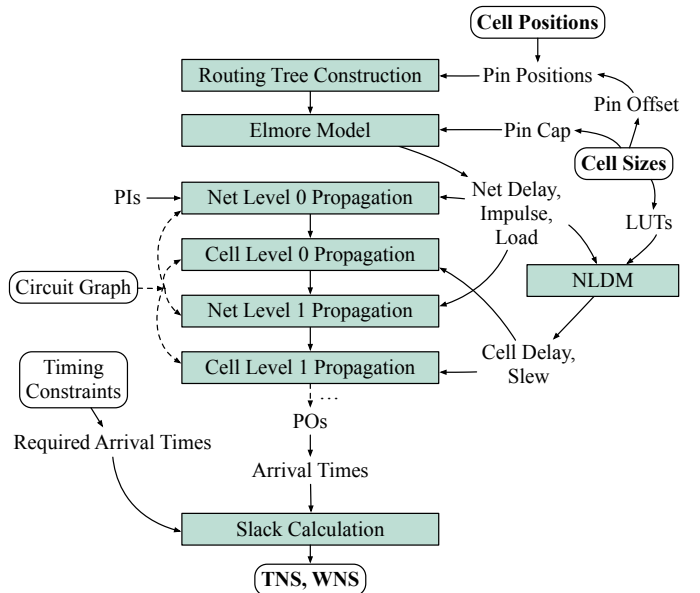 Cell Positions
Routing Tree Construction
Pin Positions
Pin Offset
Elmore Model
Pin Cap
Cell Sizes
PIs
Net Level 0 Propagation
Net Delay,
Impulse,
Load
LUTs
Cell Level 0 Propagation
Circuit Graph
NLDM
Net Level 1 Propagation
Timing
Constraints
Cell Level 1 Propagation
Cell Delay,
Slew
...
POs
Required Arrival Times
Arrival Times
Slack Calculation
TNS, WNS